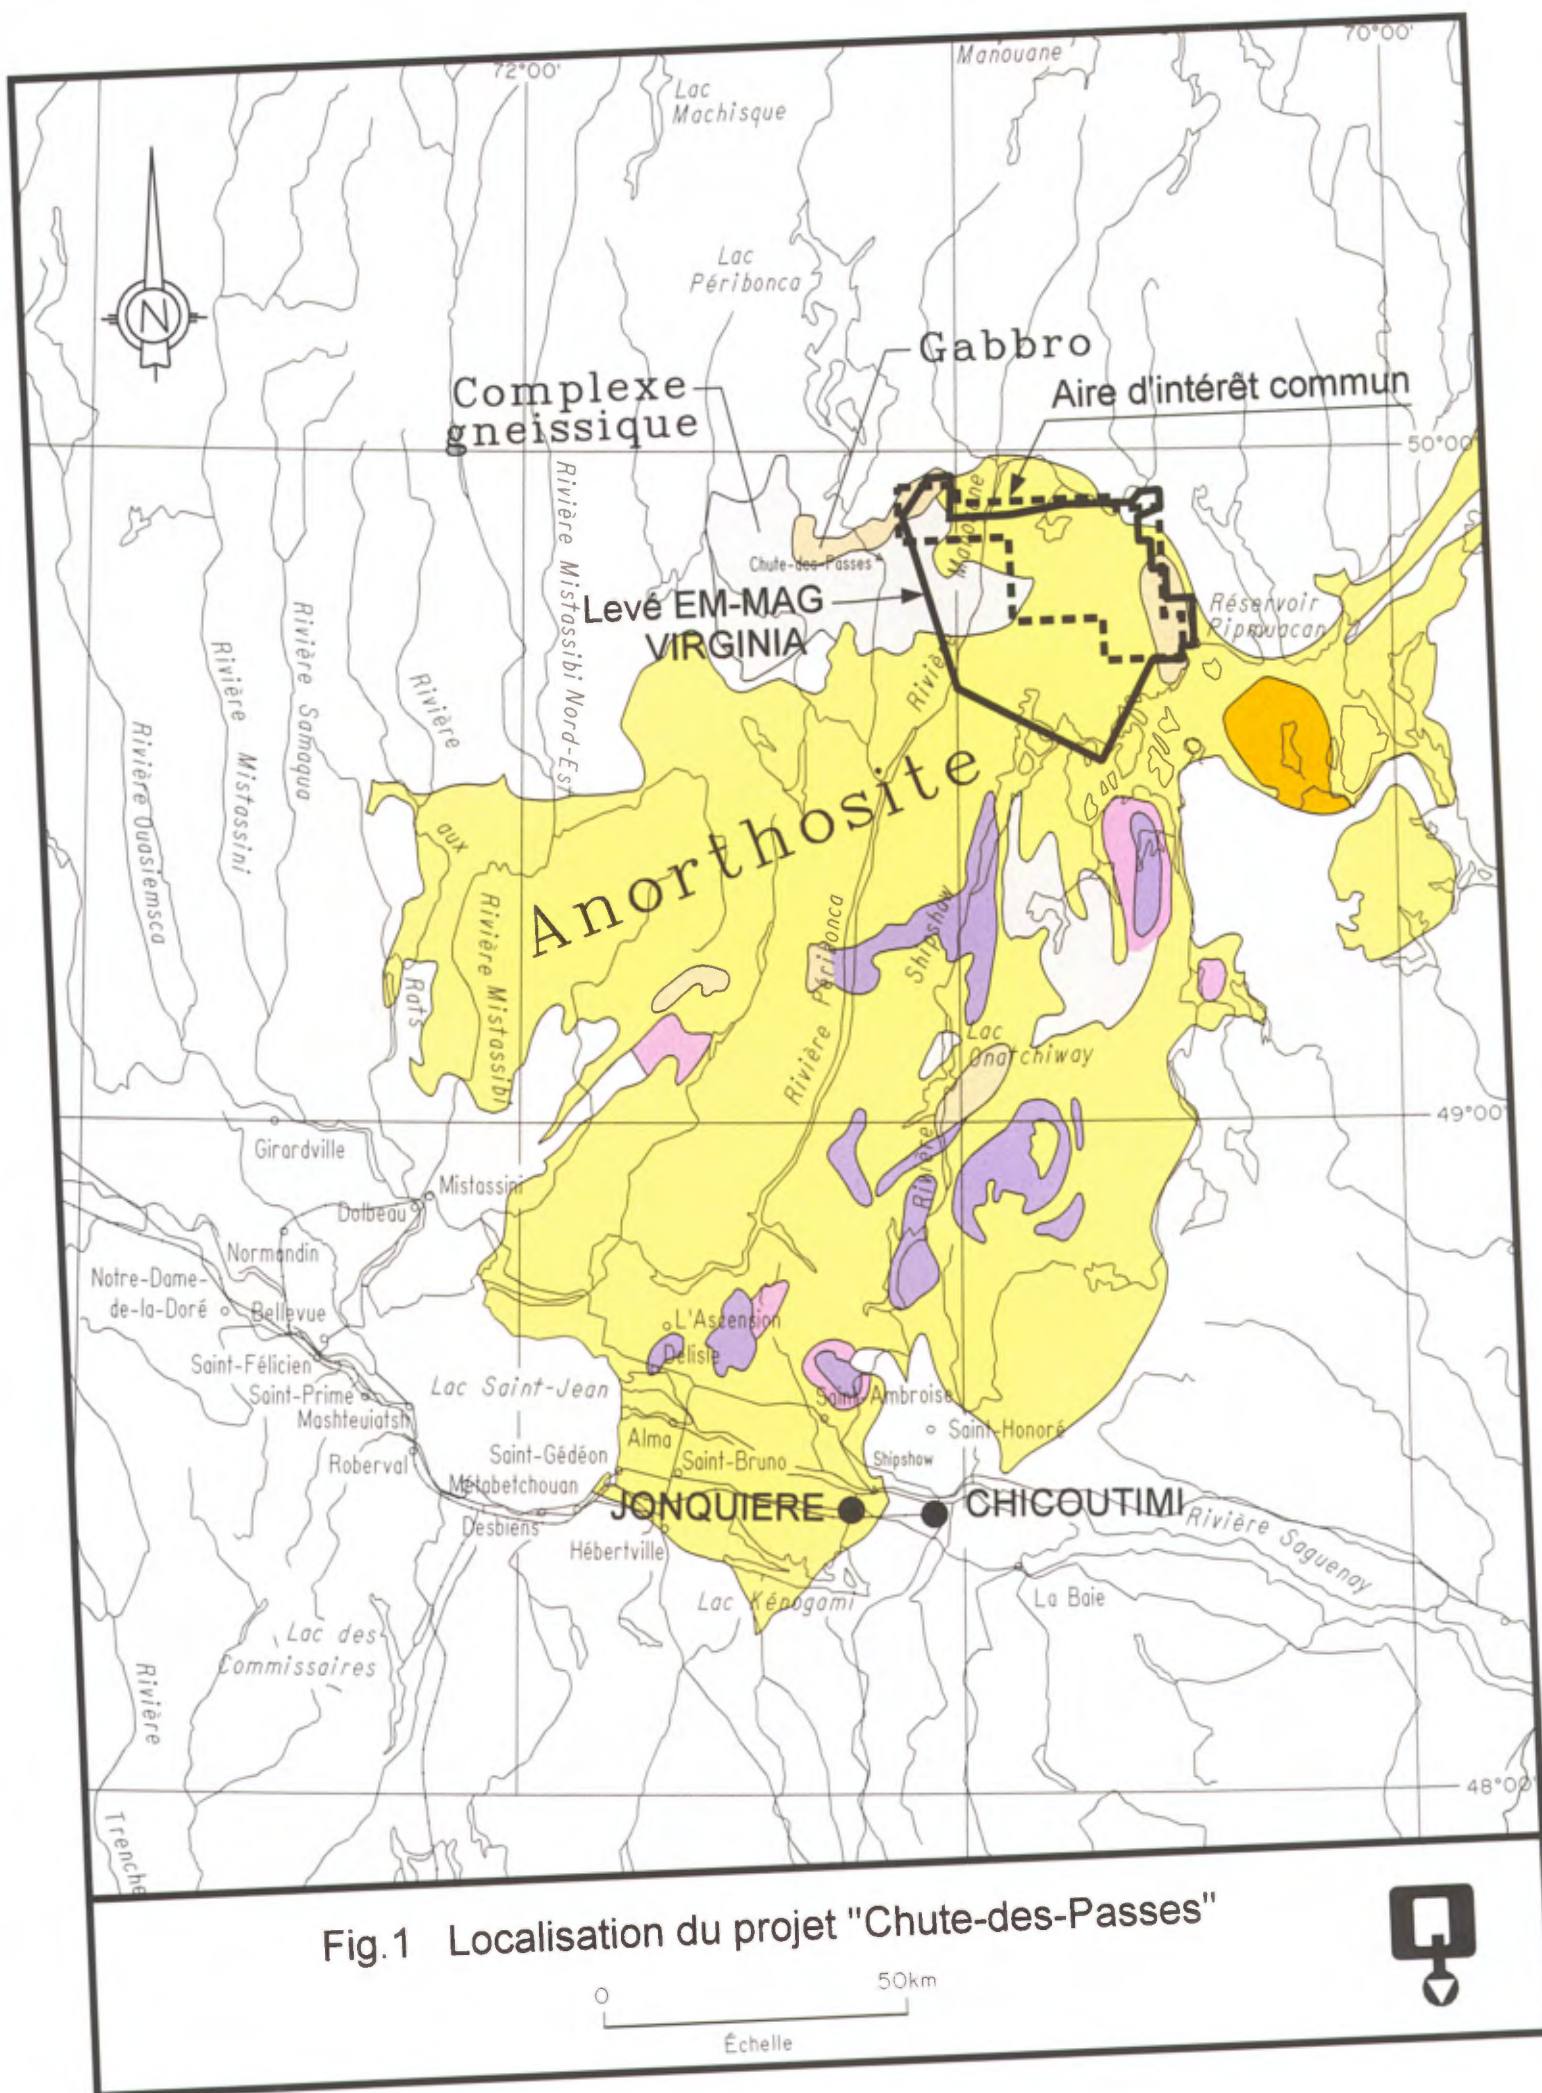 Manouane
70°00'
72°00'
Lac
Machisque
Lac
Péribonca
N
Gabbro
Complexe
gneissique
Aire d'intérêt commun
50°00'
Rivière Mistassibi Nord-Est
Manouane
Chute-des-Passes
Levé EM-MAG
VIRGINIA
Réservoir
Pipmuacan
Rivière Samaqua
Rivière Mistassini
Rivière
Rivière Ouasiemsca
Rivière
Anorthosite
aux
Rivière Mistassibi
Rivière Péribonca
Shipshaw
Rats
Lac
Onatchiway
49°00'
Girardville
Rivière
Mistassini
Dolbeau
Normandin
Notre-Dame-
de-la-Doré
Bellevue
L'Ascension
Delisle
Saint-Félicien
Saint-Prime
Lac Saint-Jean
Saint-Ambroise
Mashteuiatsh
Saint-Honoré
Alma
Roberval
Saint-Gédéon
Saint-Bruno
Shipshaw
Métabetchouan
JONQUIERE
CHICOUTIMI
Rivière Saguenay
Desbiens
Hébertville
Lac Kénogami
La Baie
Lac des
Commissaires
Rivière
Trenche
48°00'
Fig.1 Localisation du projet "Chute-des-Passes"
0 50km
Échelle